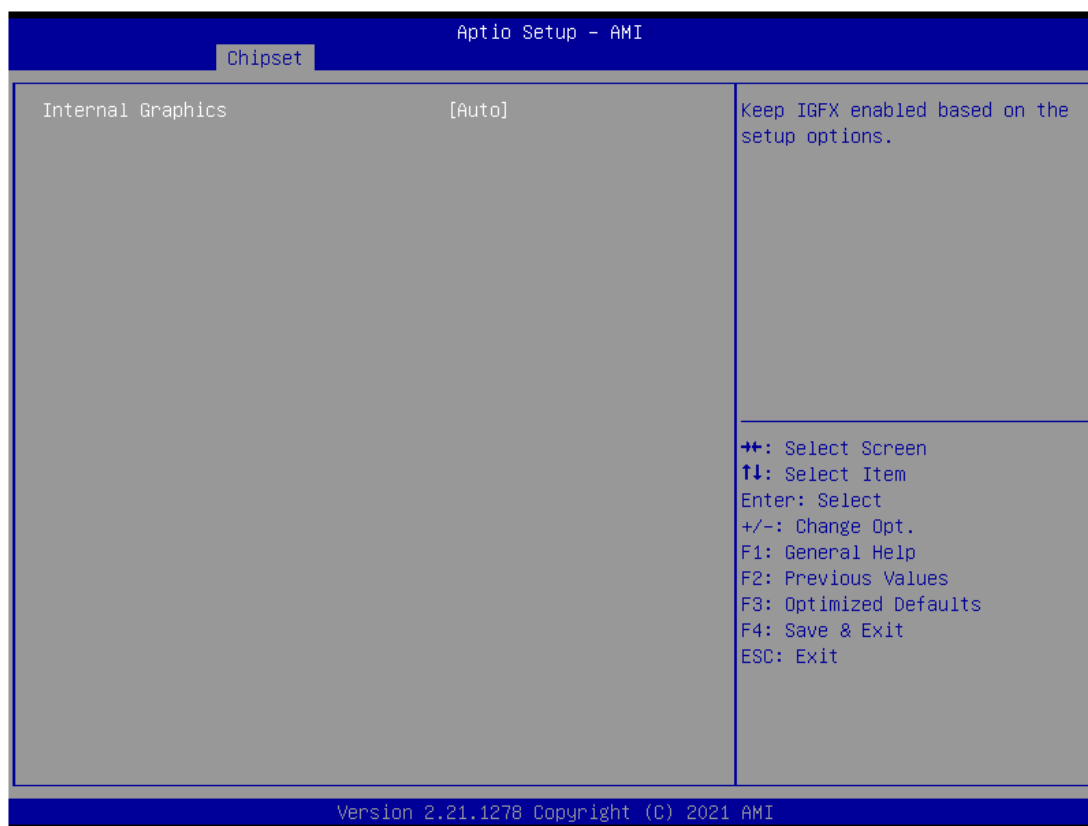 Aptio Setup – AMI
Chipset
Internal Graphics [Auto]
Keep IGFX enabled based on the
setup options.
→←: Select Screen
↑↓: Select Item
Enter: Select
+/-: Change Opt.
F1: General Help
F2: Previous Values
F3: Optimized Defaults
F4: Save & Exit
ESC: Exit
Version 2.21.1278 Copyright (C) 2021 AMI